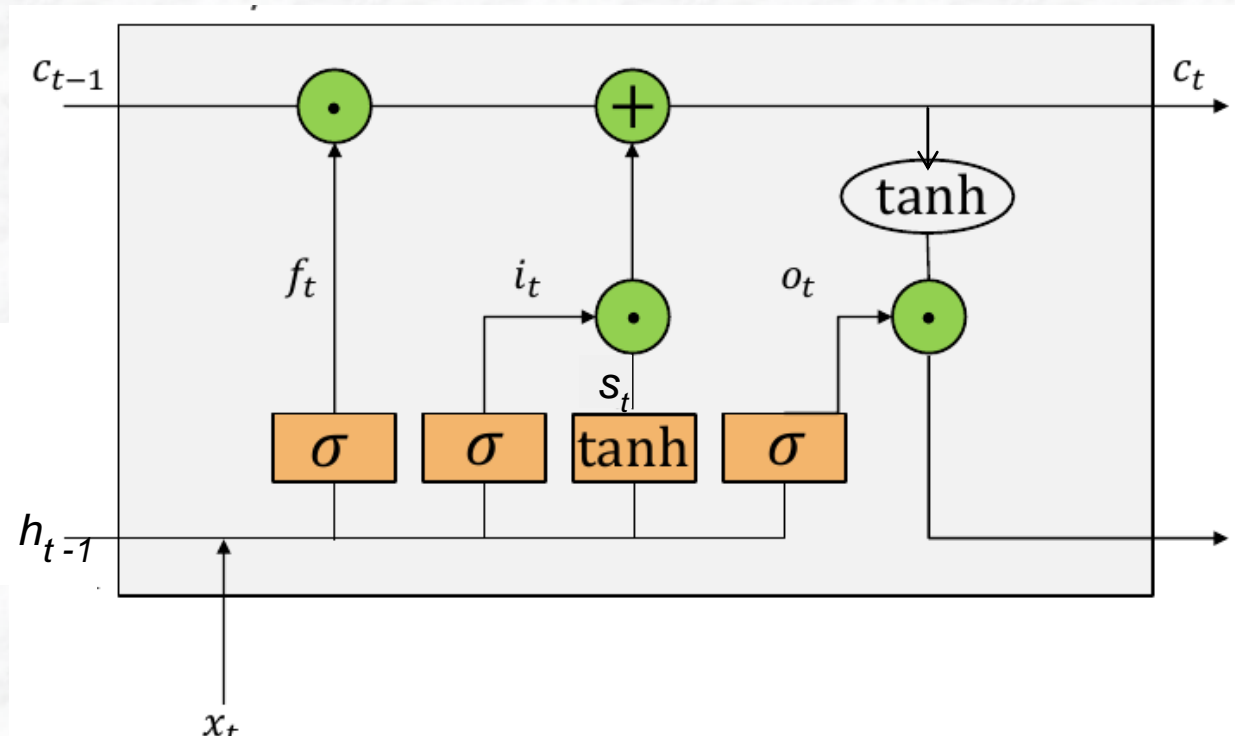 c_{t−1}
c_t
+
tanh
f_t
i_t
o_t
s_t
σ
σ
tanh
σ
h_{t-1}
x_t